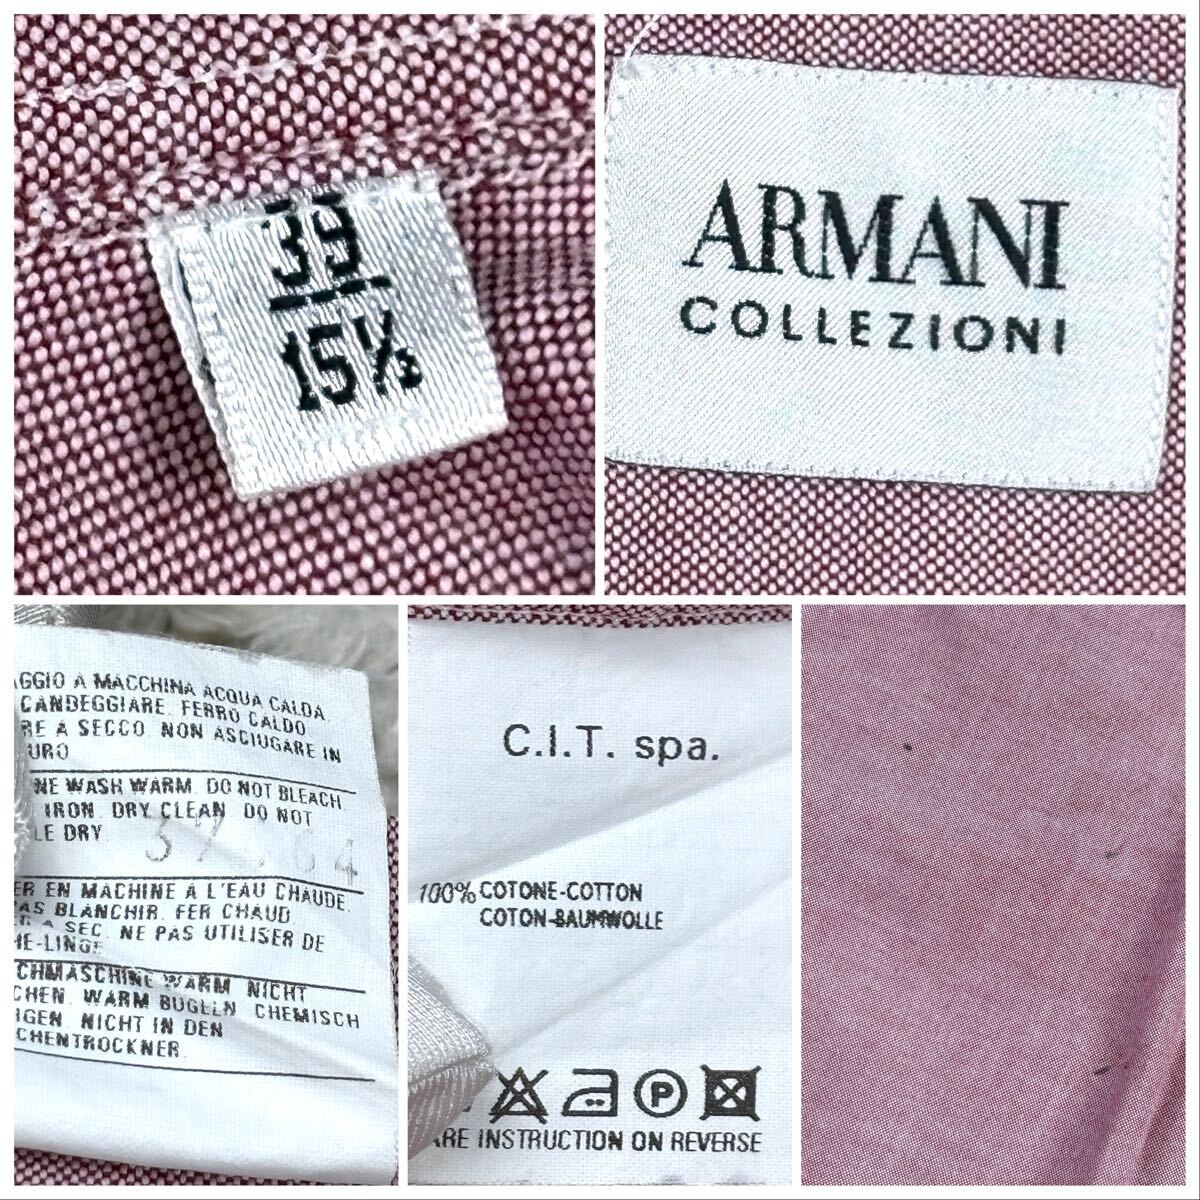 39
15½
ARMANI
COLLEZIONI
AGGIO A MACCHINA ACQUA CALDA
CANDEGGIARE. FERRO CALDO
RE A SECCO. NON ASCIUGARE IN
URO
NE WASH WARM. DO NOT BLEACH
IRON. DRY CLEAN. DO NOT
LE DRY.
ER EN MACHINE A L'EAU CHAUDE.
AS BLANCHIR. FER CHAUD.
A SEC. NE PAS UTILISER DE
HE-LINGE
CHMASCHINE WARM. NICHT
CHEN. WARM BUGELN. CHEMISCH
IGEN. NICHT IN DEN
CHENTROCKNER.
C.I.T. spa.
100% COTONE-COTTON
COTON-BAUMWOLLE
P
ARE INSTRUCTION ON REVERSE